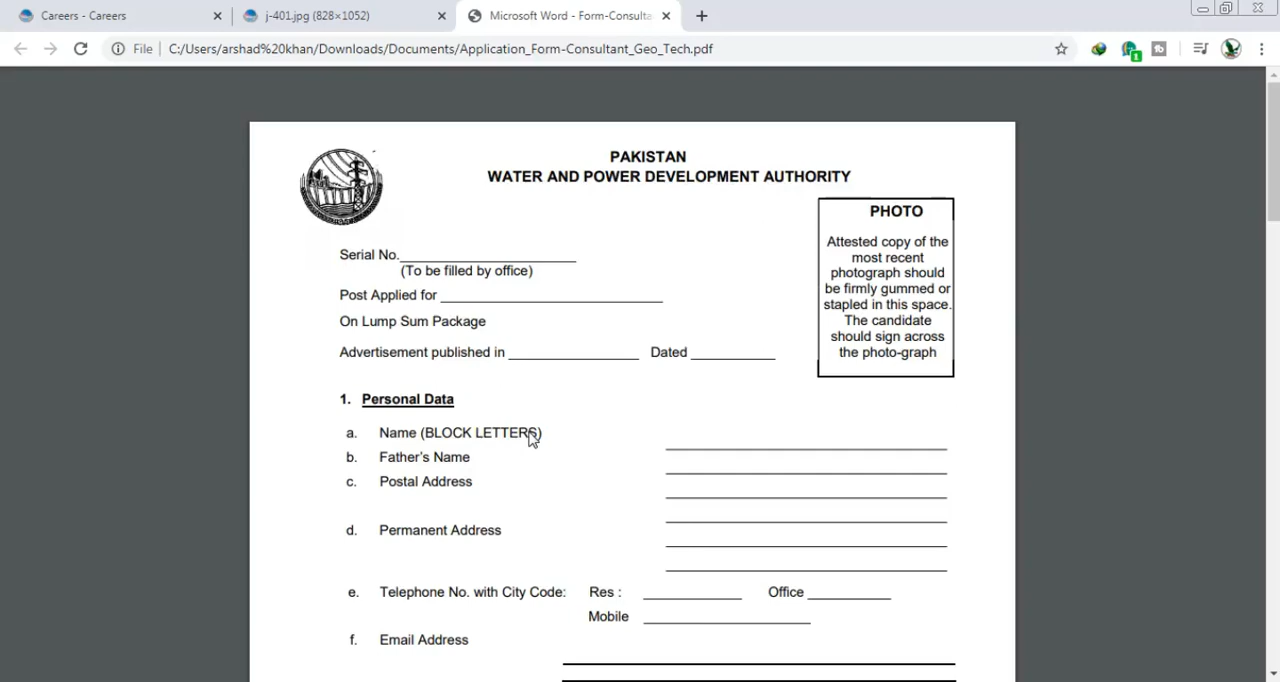 Careers - Careers
j-401.jpg (828×1052)
Microsoft Word - Form-Consulta
File
C:/Users/arshad%20khan/Downloads/Documents/Application_Form-Consultant_Geo_Tech.pdf
1
PAKISTAN
WATER AND POWER DEVELOPMENT AUTHORITY
PHOTO
Attested copy of the
most recent
photograph should
be firmly gummed or
stapled in this space.
The candidate
should sign across
the photo-graph
Serial No.
(To be filled by office)
Post Applied for
On Lump Sum Package
Advertisement published in Dated
1. Personal Data
a. Name (BLOCK LETTERS)
b. Father's Name
c. Postal Address
d. Permanent Address
e. Telephone No. with City Code: Res : Office
Mobile
f. Email Address